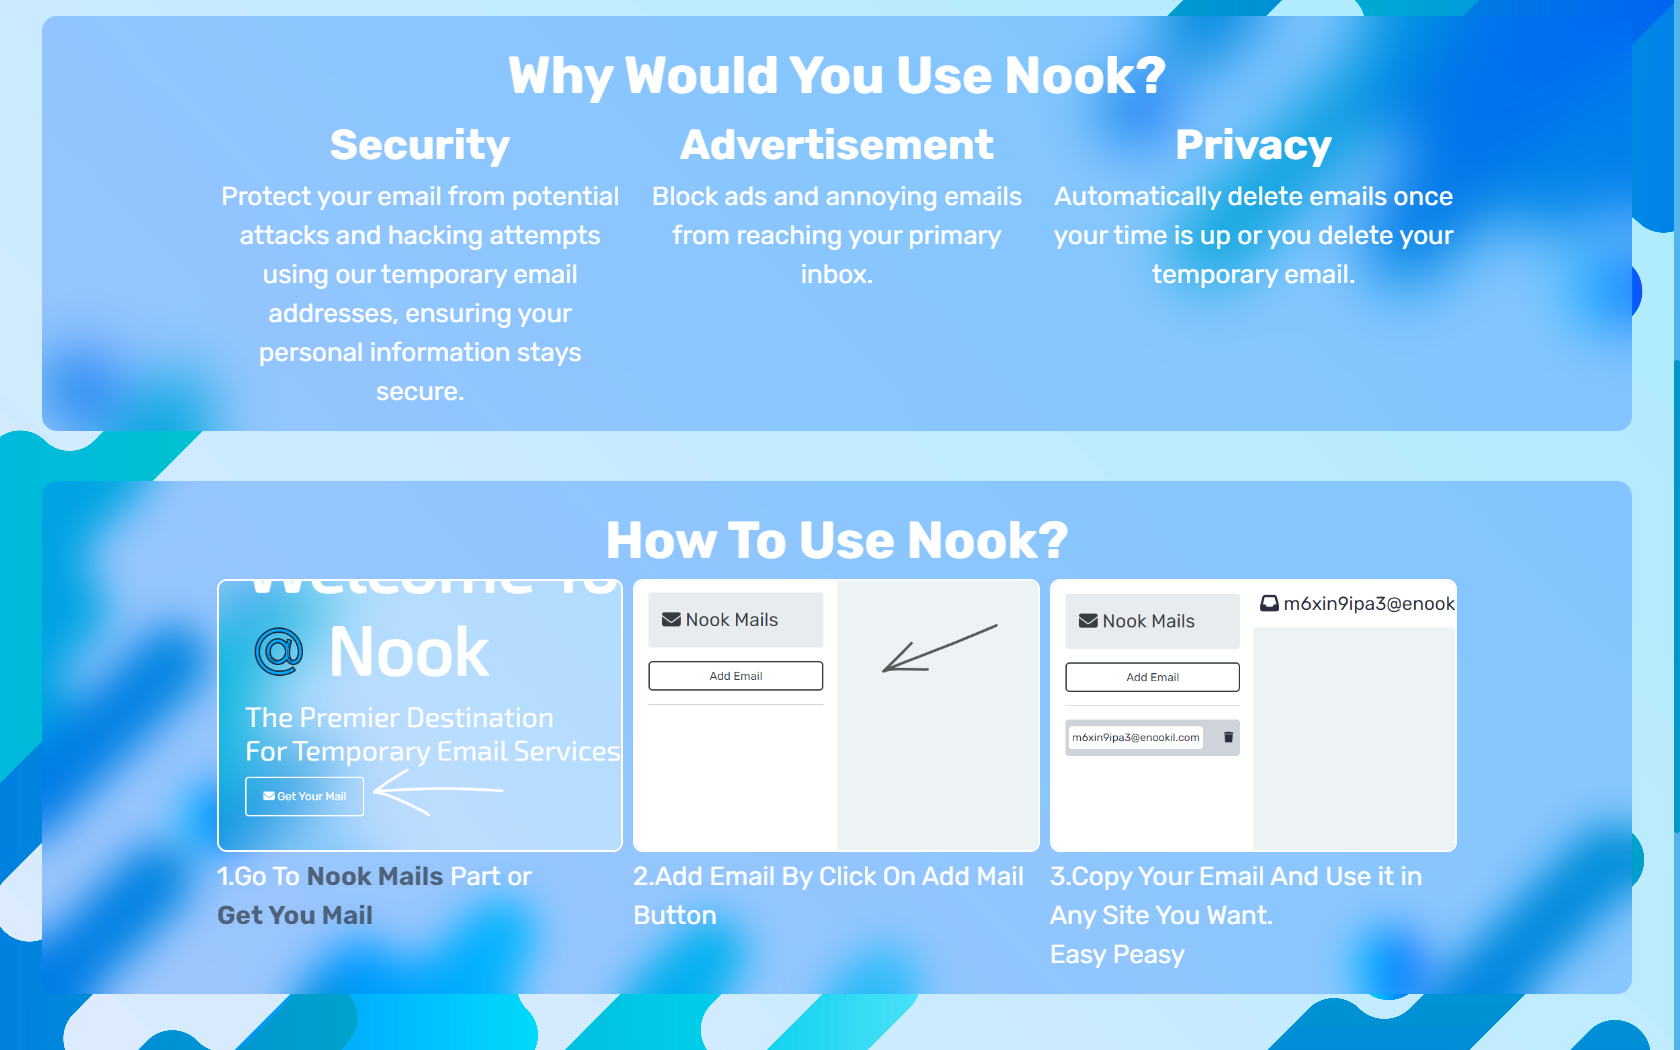 Why Would You Use Nook?
Security
Protect your email from potential
attacks and hacking attempts
using our temporary email
addresses, ensuring your
personal information stays
secure.
Advertisement
Block ads and annoying emails
from reaching your primary
inbox.
Privacy
Automatically delete emails once
your time is up or you delete your
temporary email.
How To Use Nook?
Welcome To
@ Nook
The Premier Destination
For Temporary Email Services
Get Your Mail
1.Go To Nook Mails Part or
Get You Mail
Nook Mails
Add Email
2.Add Email By Click On Add Mail
Button
Nook Mails
Add Email
m6xin9ipa3@enookil.com
m6xin9ipa3@enook
3.Copy Your Email And Use it in
Any Site You Want.
Easy Peasy